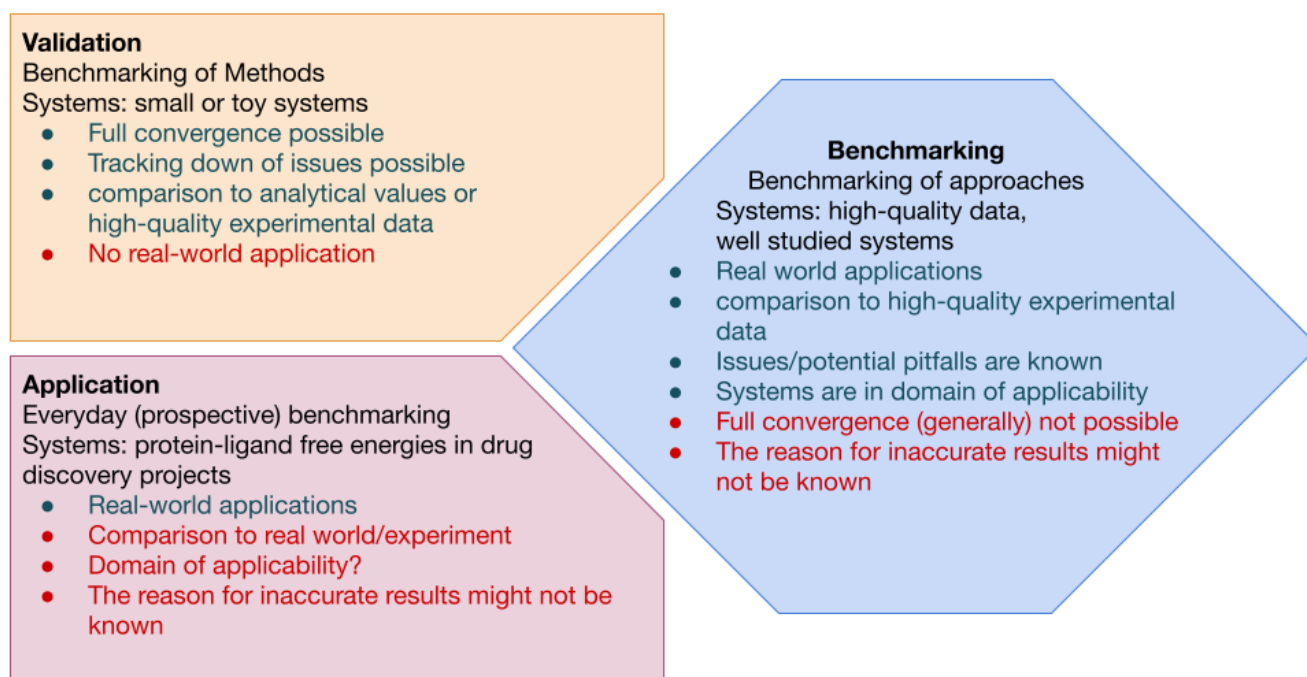 Validation
Benchmarking of Methods
Systems: small or toy systems
● Full convergence possible
● Tracking down of issues possible
● comparison to analytical values or
high-quality experimental data
● No real-world application
Application
Everyday (prospective) benchmarking
Systems: protein-ligand free energies in drug
discovery projects
● Real-world applications
● Comparison to real world/experiment
● Domain of applicability?
● The reason for inaccurate results might not be
known
Benchmarking
Benchmarking of approaches
Systems: high-quality data,
well studied systems
● Real world applications
● comparison to high-quality experimental
data
● Issues/potential pitfalls are known
● Systems are in domain of applicability
● Full convergence (generally) not possible
● The reason for inaccurate results might
not be known